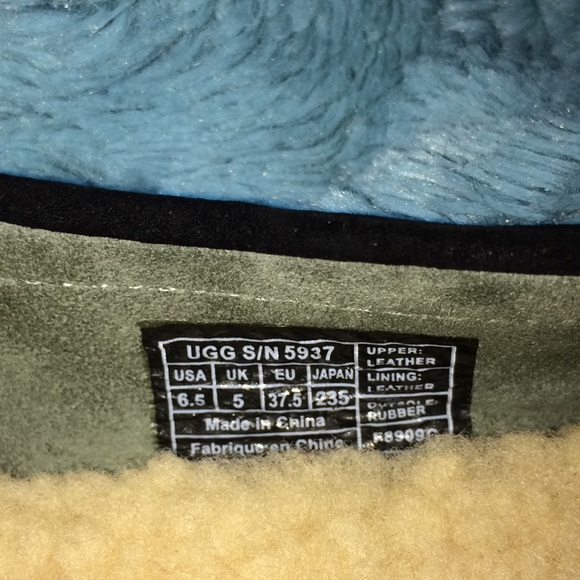 UGG S/N 5937
USA UK EU JAPAN
6.5 5 37.5 235
Made in China
Fabrique en Chine
UPPER:
LEATHER
LINING:
LEATHER
OUTSOLE:
RUBBER